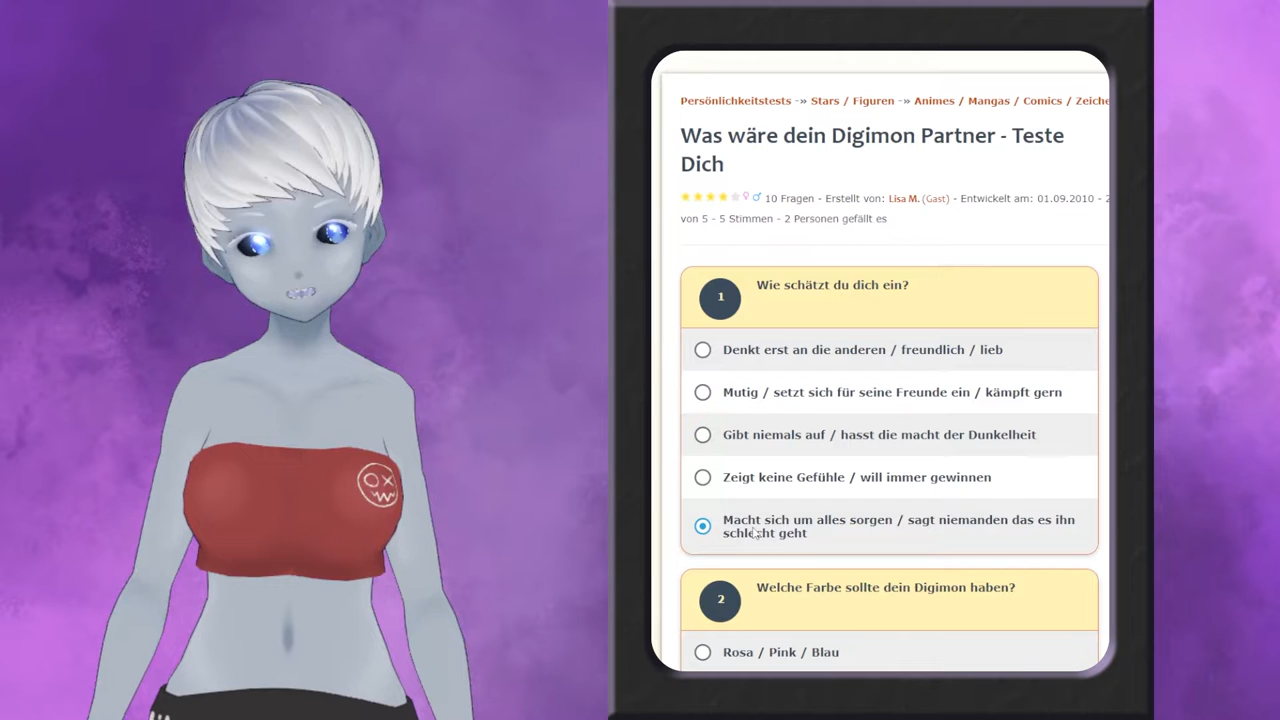 Persönlichkeitstests -» Stars / Figuren -» Animes / Mangas / Comics / Zeiche
Was wäre dein Digimon Partner - Teste
Dich
10 Fragen - Erstellt von: Lisa M. (Gast) - Entwickelt am: 01.09.2010 - 2
von 5 - 5 Stimmen - 2 Personen gefällt es
1
Wie schätzt du dich ein?
Denkt erst an die anderen / freundlich / lieb
Mutig / setzt sich für seine Freunde ein / kämpft gern
Gibt niemals auf / hasst die macht der Dunkelheit
Zeigt keine Gefühle / will immer gewinnen
Macht sich um alles sorgen / sagt niemanden das es ihn
schlecht geht
2
Welche Farbe sollte dein Digimon haben?
Rosa / Pink / Blau